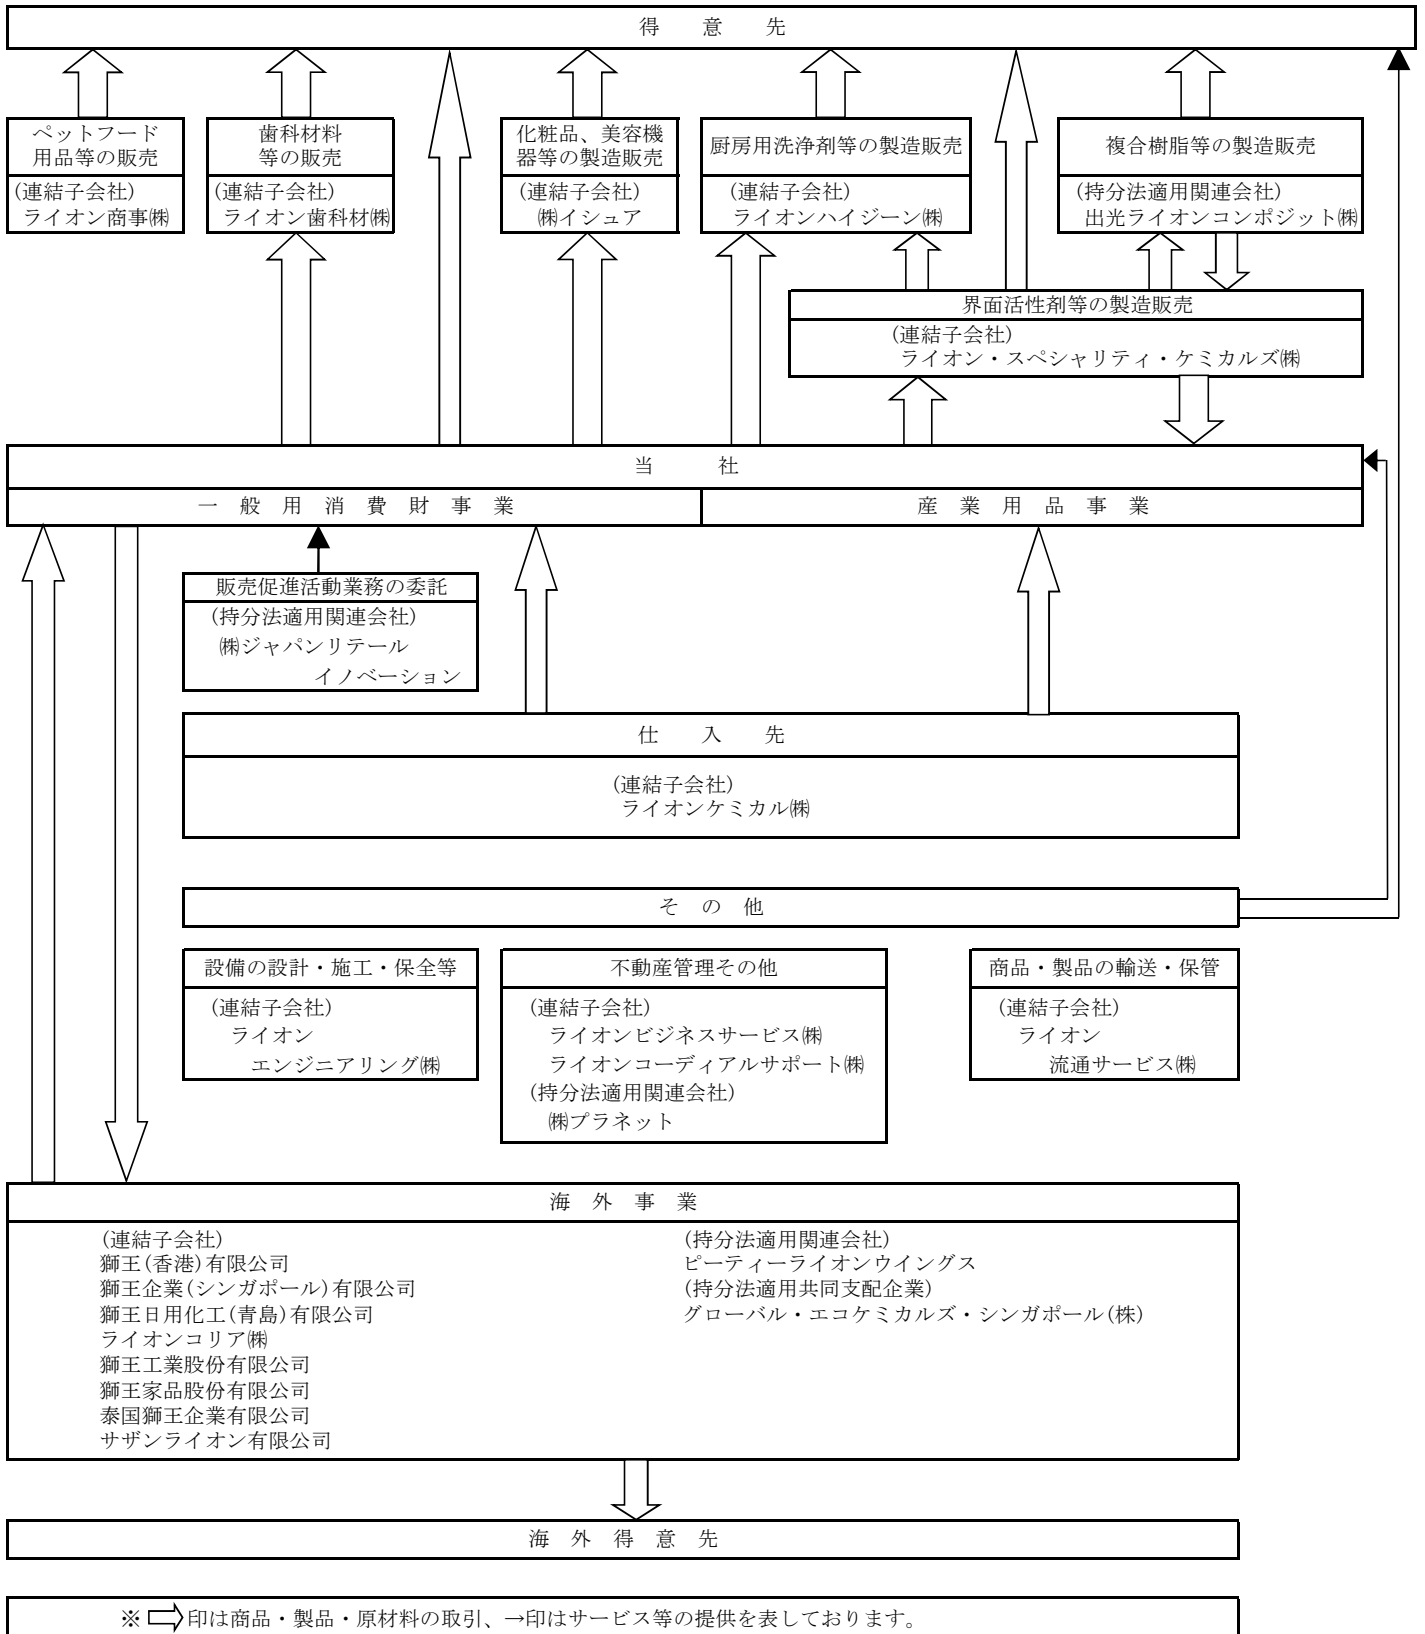 得意先
ペットフード
用品等の販売
(連結子会社)
ライオン商事㈱
歯科材料
等の販売
(連結子会社)
ライオン歯科材㈱
化粧品、美容機
器等の製造販売
(連結子会社)
㈱イシュア
厨房用洗浄剤等の製造販売
(連結子会社)
ライオンハイジーン㈱
複合樹脂等の製造販売
(持分法適用関連会社)
出光ライオンコンポジット㈱
界面活性剤等の製造販売
(連結子会社)
ライオン・スペシャリティ・ケミカルズ㈱
当社
一般用消費財事業
産業用品事業
販売促進活動業務の委託
(持分法適用関連会社)
㈱ジャパンリテール
イノベーション
仕入先
(連結子会社)
ライオンケミカル㈱
その他
設備の設計・施工・保全等
(連結子会社)
ライオン
エンジニアリング㈱
不動産管理その他
(連結子会社)
ライオンビジネスサービス㈱
ライオンコーディアルサポート㈱
(持分法適用関連会社)
㈱プラネット
商品・製品の輸送・保管
(連結子会社)
ライオン
流通サービス㈱
海外事業
(連結子会社)
獅王(香港)有限公司
獅王企業(シンガポール)有限公司
獅王日用化工(青島)有限公司
ライオンコリア㈱
獅王工業股份有限公司
獅王家品股份有限公司
泰国獅王企業有限公司
サザンライオン有限公司
(持分法適用関連会社)
ピーティーライオンウイングス
(持分法適用共同支配企業)
グローバル・エコケミカルズ・シンガポール(株)
海外得意先
※⇨印は商品・製品・原材料の取引、→印はサービス等の提供を表しております。